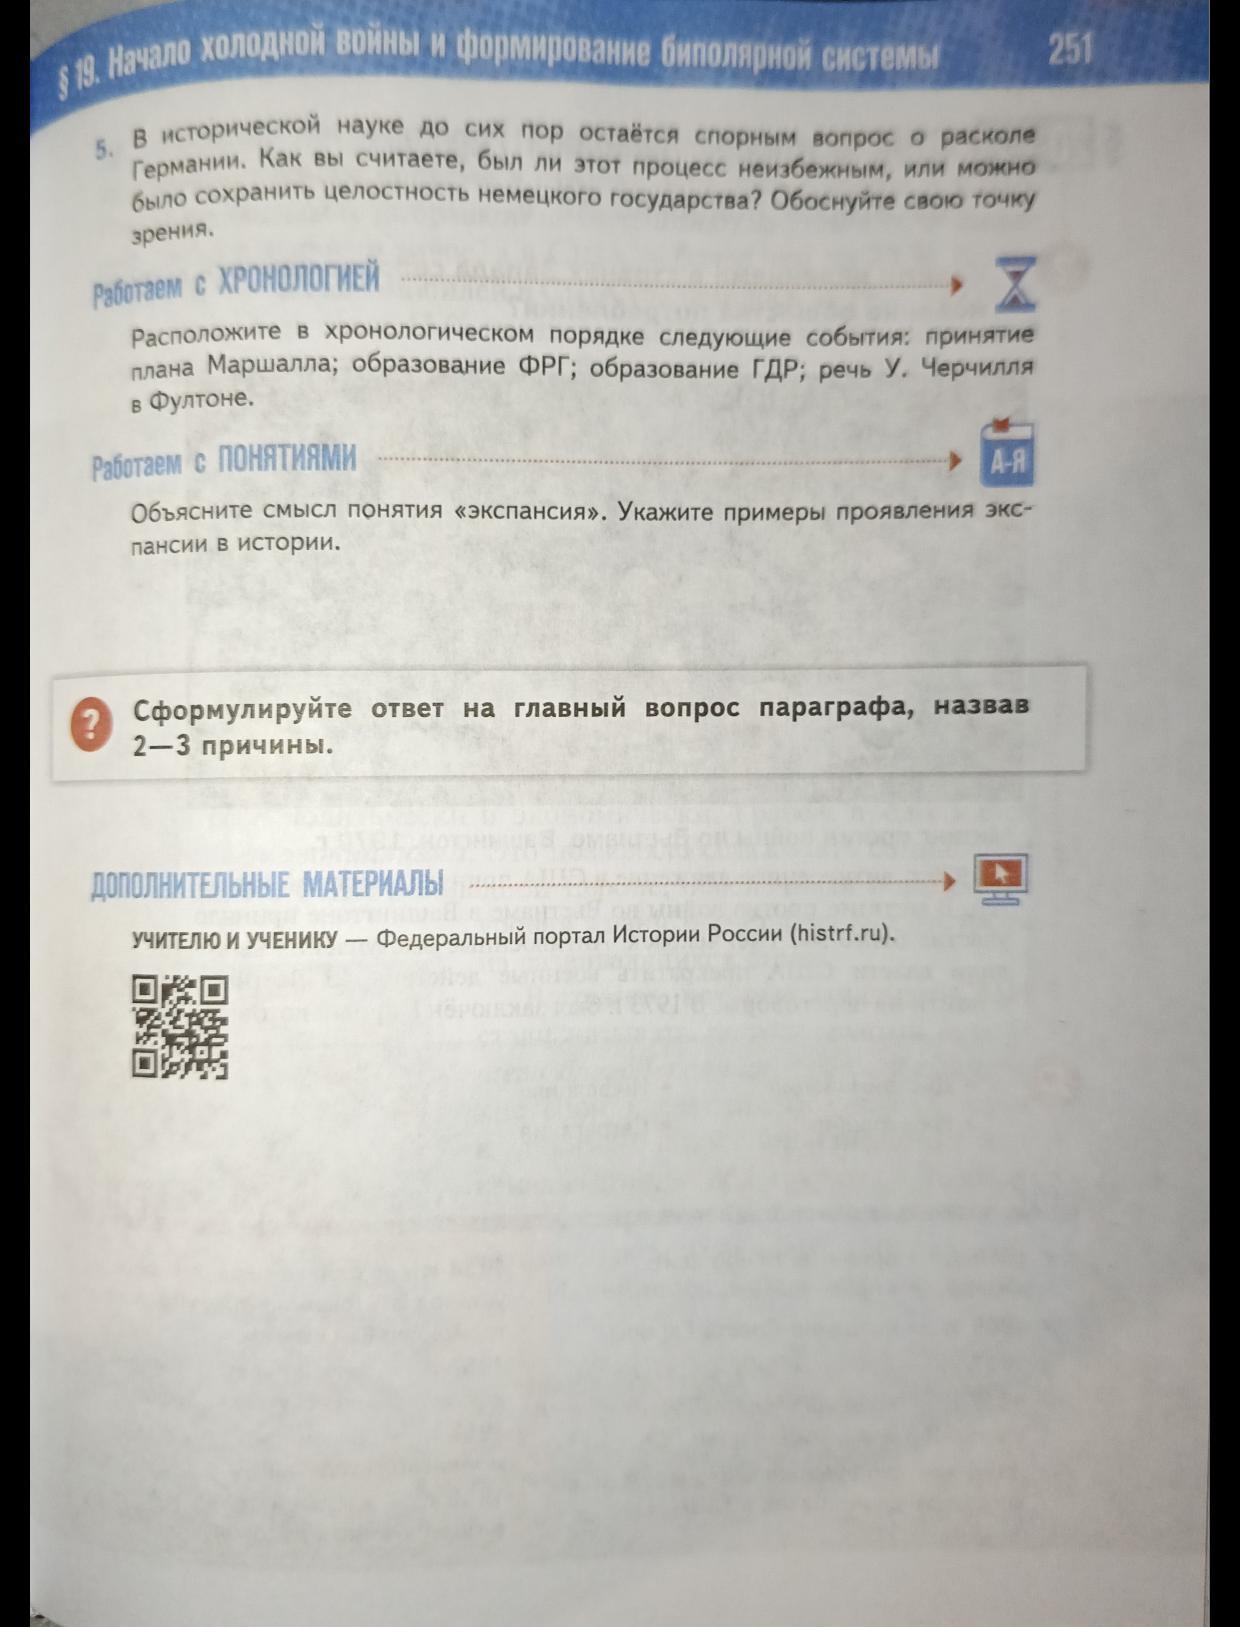 § 19. Начало холодной войны и формирование биполярной системы 251
5. В исторической науке до сих пор остаётся спорным вопрос о расколе
Германии. Как вы считаете, был ли этот процесс неизбежным, или можно
было сохранить целостность немецкого государства? Обоснуйте свою точку
зрения.
Работаем с ХРОНОЛОГИЕЙ
Расположите в хронологическом порядке следующие события: принятие
плана Маршалла; образование ФРГ; образование ГДР; речь У. Черчилля
в Фултоне.
Работаем с ПОНЯТИЯМИ
А-Я
Объясните смысл понятия «экспансия». Укажите примеры проявления экс-
пансии в истории.
? Сформулируйте ответ на главный вопрос параграфа, назвав
2—3 причины.
ДОПОЛНИТЕЛЬНЫЕ МАТЕРИАЛЫ
УЧИТЕЛЮ И УЧЕНИКУ — Федеральный портал Истории России (histrf.ru).